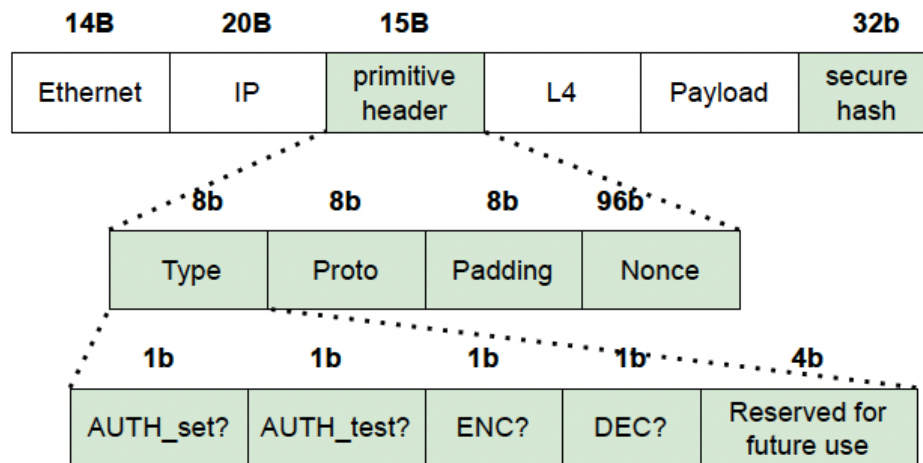 14B 20B 15B 32b
Ethernet IP primitive header L4 Payload secure hash
8b 8b 8b 96b
Type Proto Padding Nonce
1b 1b 1b 1b 4b
AUTH_set? AUTH_test? ENC? DEC? Reserved for future use